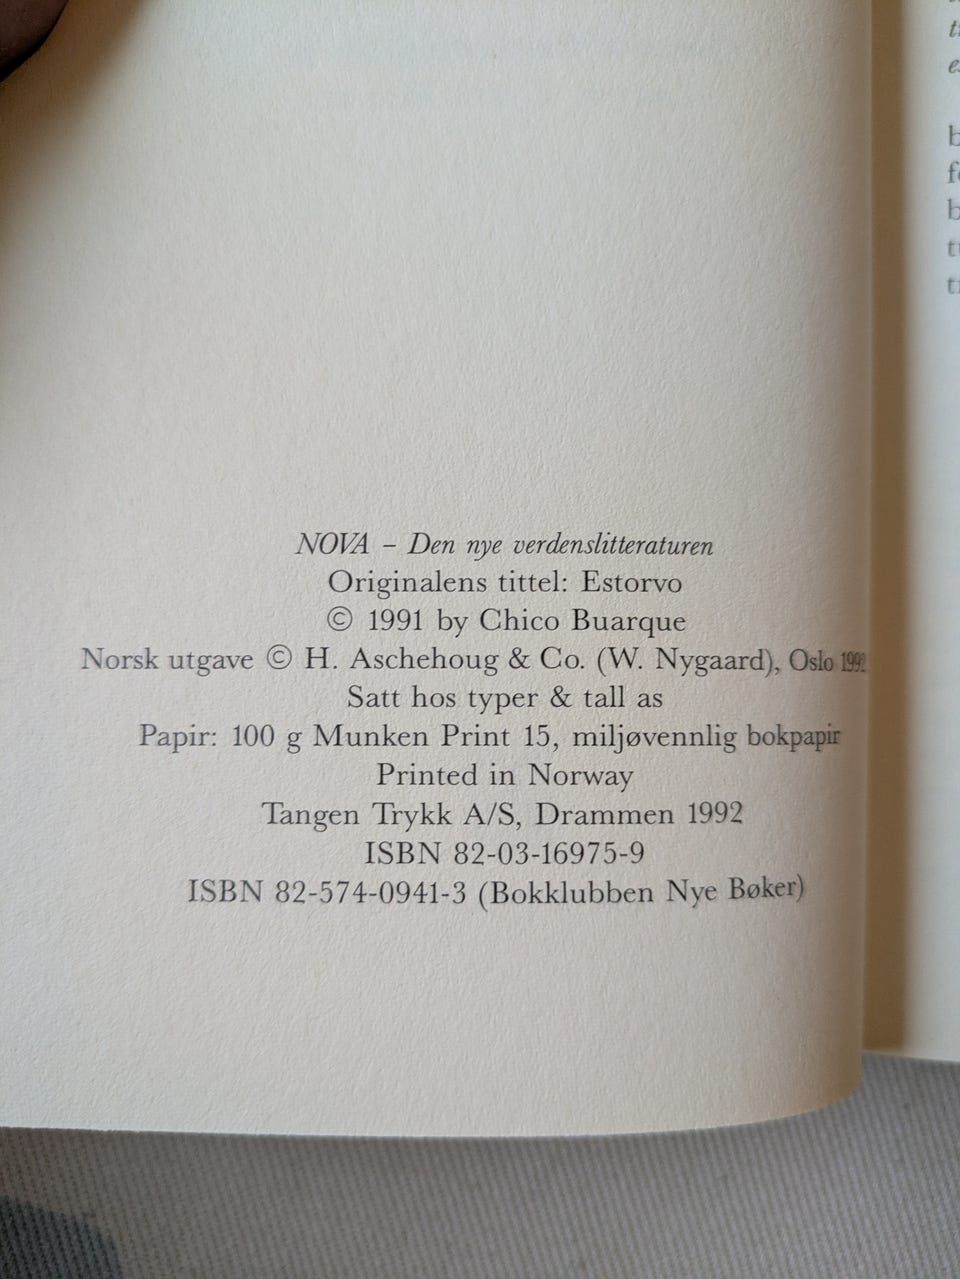 NOVA – Den nye verdenslitteraturen
Originalens tittel: Estorvo
© 1991 by Chico Buarque
Norsk utgave © H. Aschehoug & Co. (W. Nygaard), Oslo 1992
Satt hos typer & tall as
Papir: 100 g Munken Print 15, miljøvennlig bokpapir
Printed in Norway
Tangen Trykk A/S, Drammen 1992
ISBN 82-03-16975-9
ISBN 82-574-0941-3 (Bokklubben Nye Bøker)